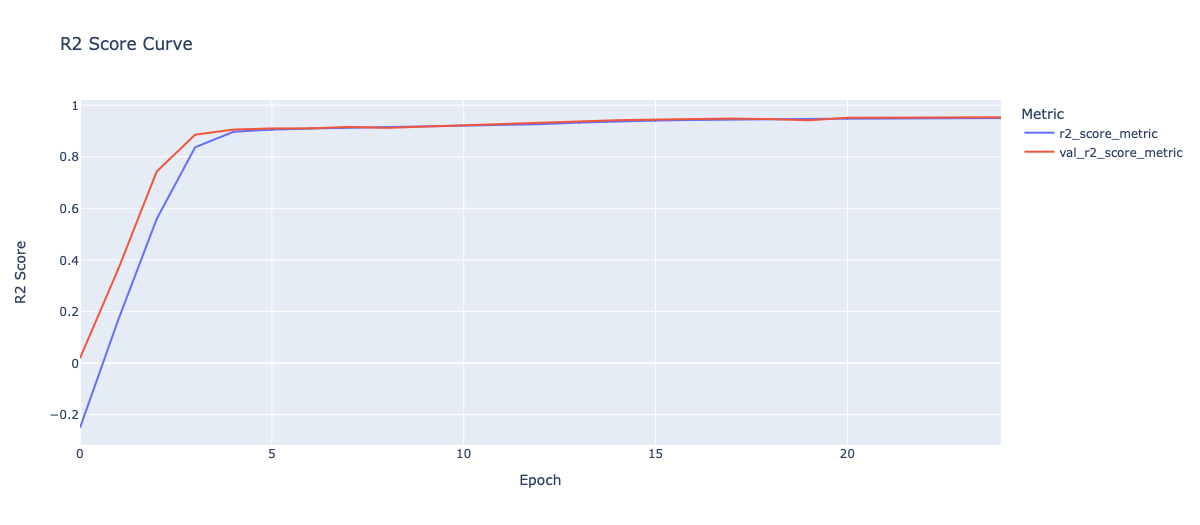 R2 Score Curve
Metric
r2_score_metric
val_r2_score_metric
R2 Score
1
0.8
0.6
0.4
0.2
0
−0.2
0 5 10 15 20
Epoch